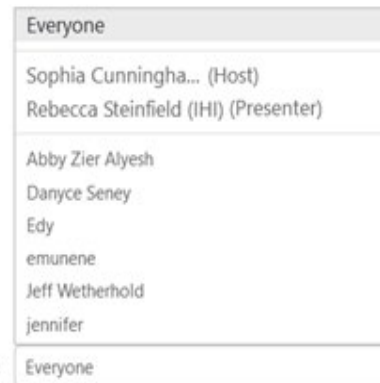 Everyone
Sophia Cunningha... (Host)
Rebecca Steinfield (IHI) (Presenter)
Abby Zier Alyesh
Danyce Seney
Edy
emunene
Jeff Wetherhold
jennifer
Everyone